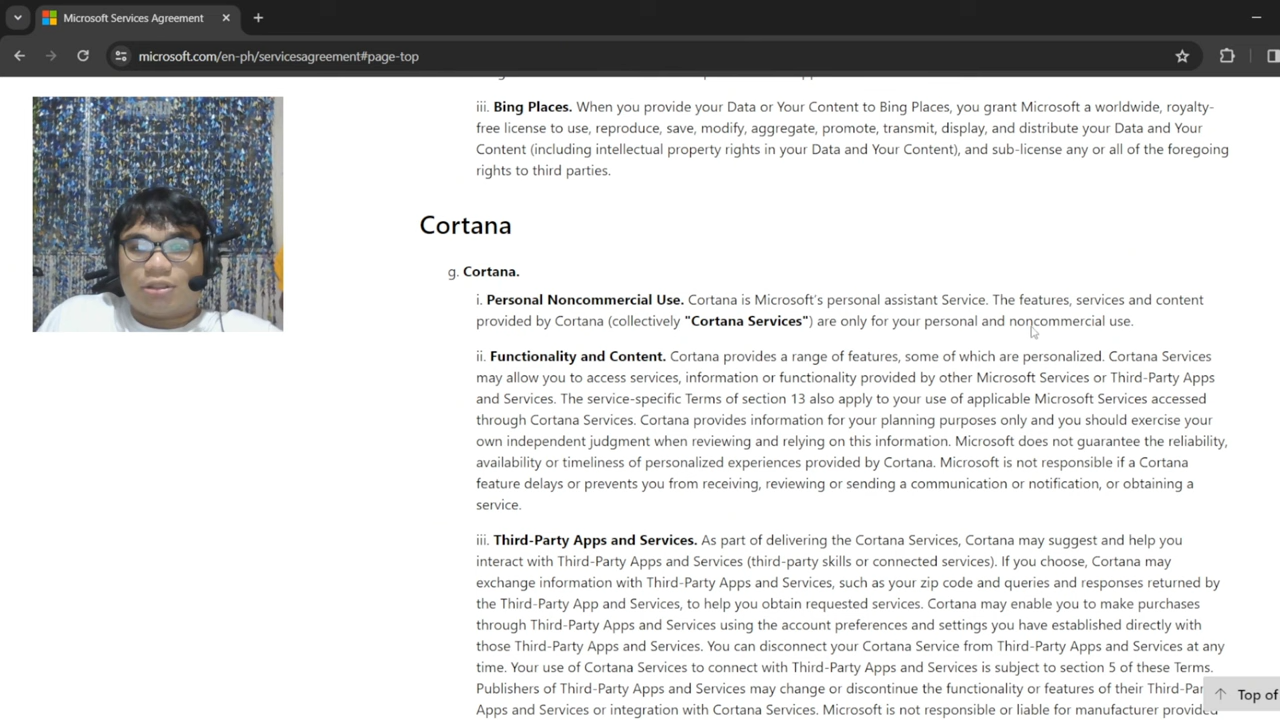 Microsoft Services Agreement
microsoft.com/en-ph/servicesagreement#page-top
iii. Bing Places. When you provide your Data or Your Content to Bing Places, you grant Microsoft a worldwide, royalty-
free license to use, reproduce, save, modify, aggregate, promote, transmit, display, and distribute your Data and Your
Content (including intellectual property rights in your Data and Your Content), and sub-license any or all of the foregoing
rights to third parties.
Cortana
g. Cortana.
i. Personal Noncommercial Use. Cortana is Microsoft's personal assistant Service. The features, services and content
provided by Cortana (collectively "Cortana Services") are only for your personal and noncommercial use.
ii. Functionality and Content. Cortana provides a range of features, some of which are personalized. Cortana Services
may allow you to access services, information or functionality provided by other Microsoft Services or Third-Party Apps
and Services. The service-specific Terms of section 13 also apply to your use of applicable Microsoft Services accessed
through Cortana Services. Cortana provides information for your planning purposes only and you should exercise your
own independent judgment when reviewing and relying on this information. Microsoft does not guarantee the reliability,
availability or timeliness of personalized experiences provided by Cortana. Microsoft is not responsible if a Cortana
feature delays or prevents you from receiving, reviewing or sending a communication or notification, or obtaining a
service.
iii. Third-Party Apps and Services. As part of delivering the Cortana Services, Cortana may suggest and help you
interact with Third-Party Apps and Services (third-party skills or connected services). If you choose, Cortana may
exchange information with Third-Party Apps and Services, such as your zip code and queries and responses returned by
the Third-Party App and Services, to help you obtain requested services. Cortana may enable you to make purchases
through Third-Party Apps and Services using the account preferences and settings you have established directly with
those Third-Party Apps and Services. You can disconnect your Cortana Service from Third-Party Apps and Services at any
time. Your use of Cortana Services to connect with Third-Party Apps and Services is subject to section 5 of these Terms.
Publishers of Third-Party Apps and Services may change or discontinue the functionality or features of their Third-Par
Apps and Services or integration with Cortana Services. Microsoft is not responsible or liable for manufacturer provided
Top of